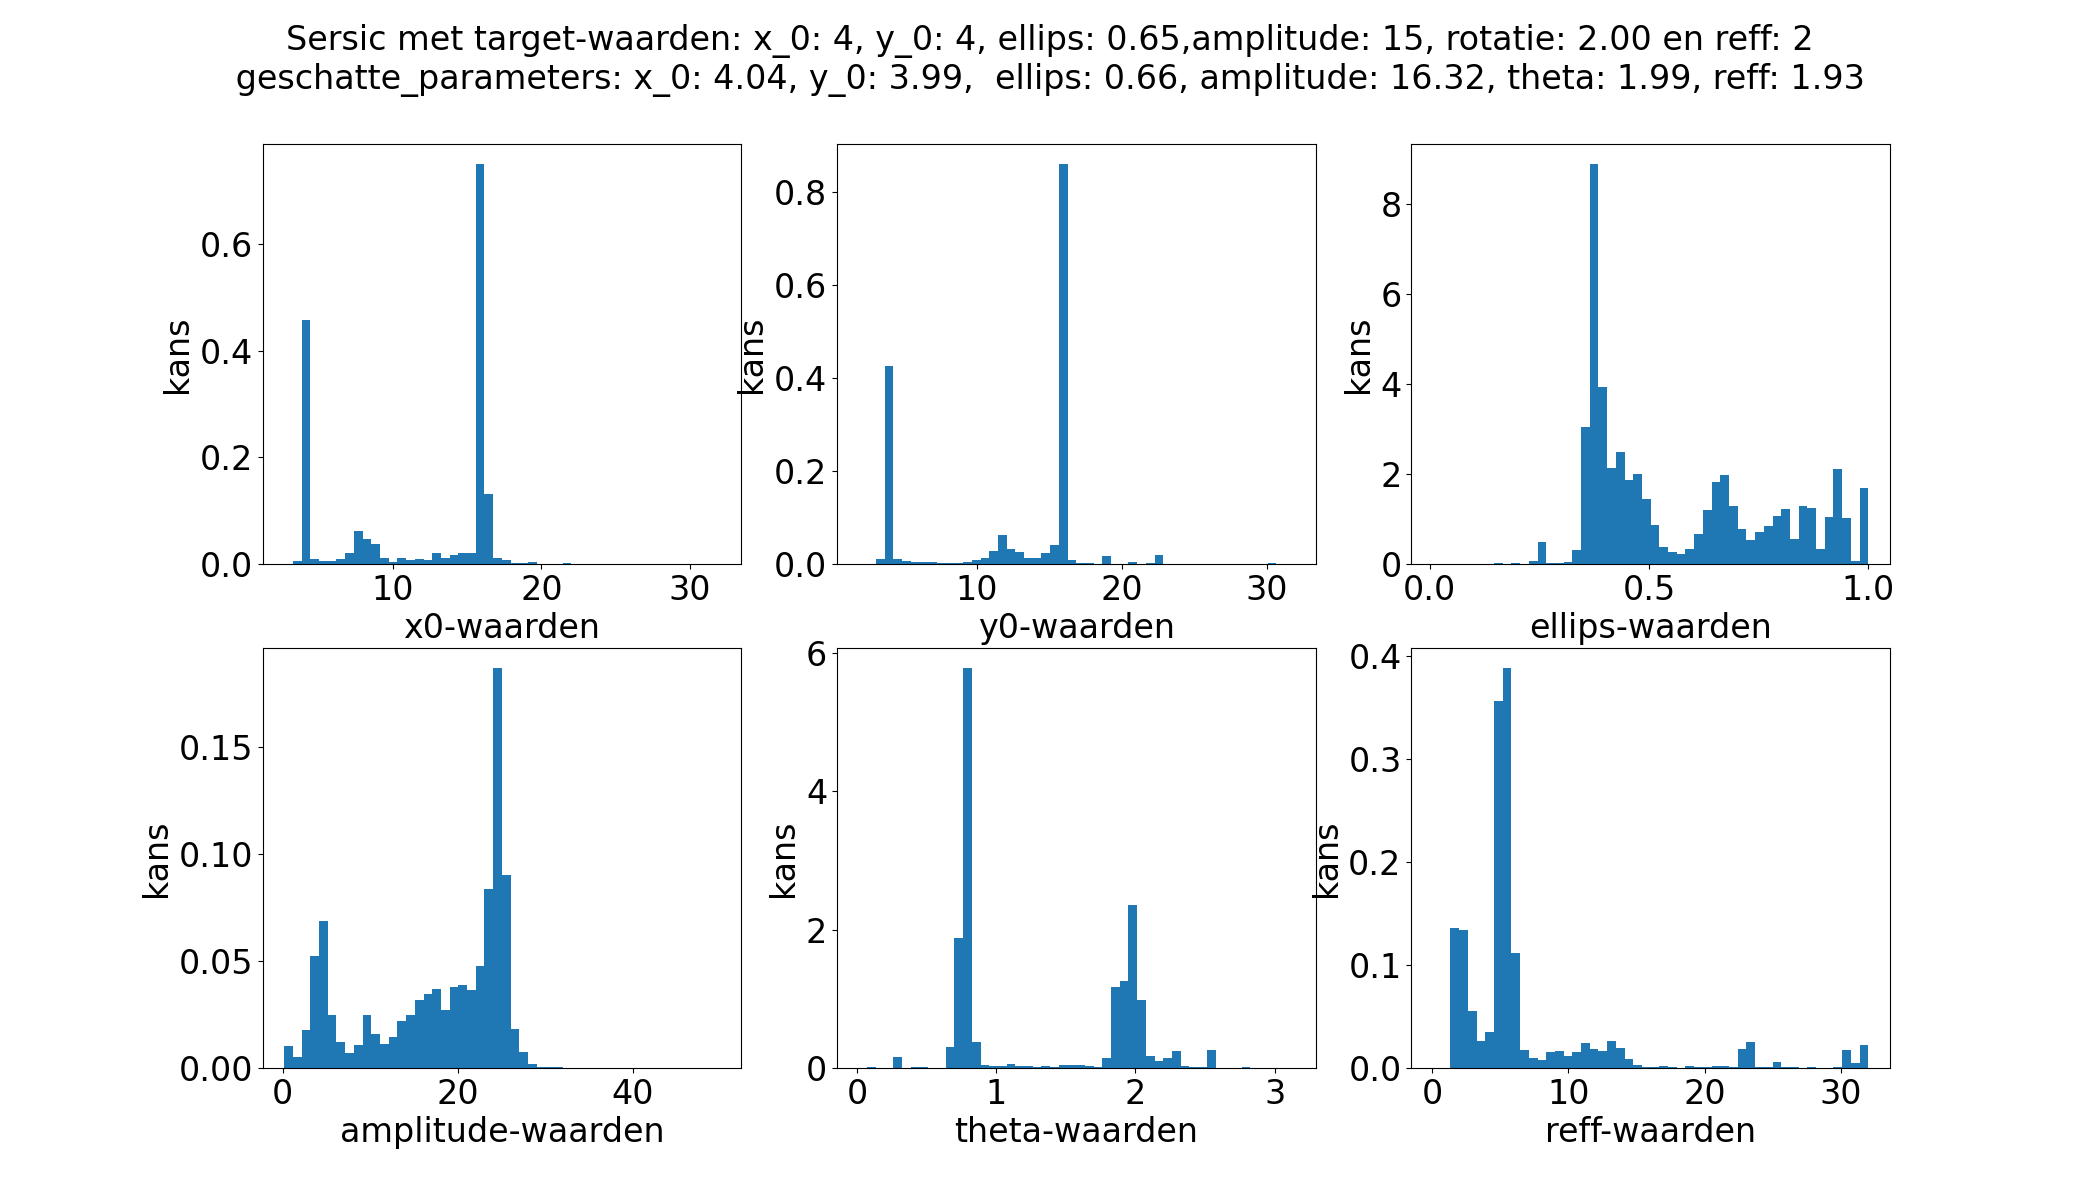 Sersic met target-waarden: x_0: 4, y_0: 4, ellips: 0.65,amplitude: 15, rotatie: 2.00 en reff: 2
geschatte_parameters: x_0: 4.04, y_0: 3.99,  ellips: 0.66, amplitude: 16.32, theta: 1.99, reff: 1.93
kans
0.6
0.4
0.2
0.0
10 20 30
x0-waarden
kans
0.8
0.6
0.4
0.2
0.0
10 20 30
y0-waarden
kans
8
6
4
2
0
0.0 0.5 1.0
ellips-waarden
kans
0.15
0.10
0.05
0.00
0 20 40
amplitude-waarden
kans
6
4
2
0
0 1 2 3
theta-waarden
kans
0.4
0.3
0.2
0.1
0.0
0 10 20 30
reff-waarden